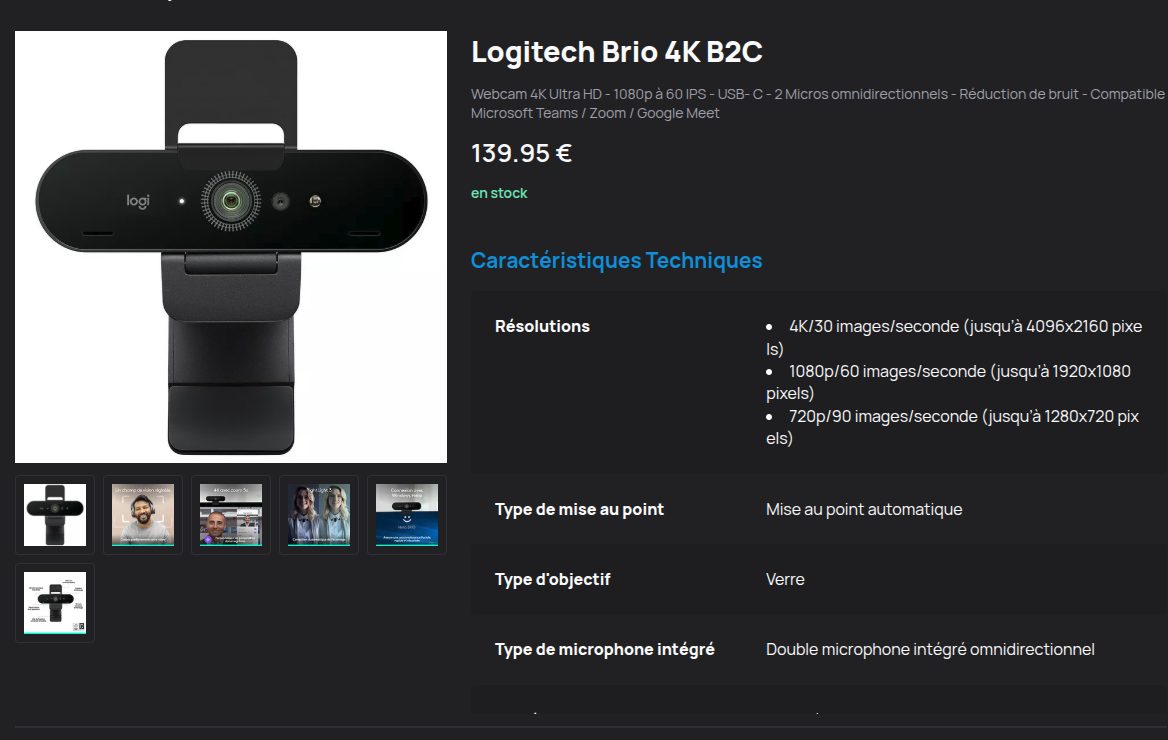 Logitech Brio 4K B2C
Webcam 4K Ultra HD - 1080p à 60 IPS - USB- C - 2 Micros omnidirectionnels - Réduction de bruit - Compatible
Microsoft Teams / Zoom / Google Meet
139.95 €
en stock
logi
Caractéristiques Techniques
Résolutions
• 4K/30 images/seconde (jusqu'à 4096x2160 pixe
ls)
• 1080p/60 images/seconde (jusqu'à 1920x1080
pixels)
• 720p/90 images/seconde (jusqu'à 1280x720 pix
els)
Type de mise au point
Mise au point automatique
Type d'objectif
Verre
Type de microphone intégré
Double microphone intégré omnidirectionnel